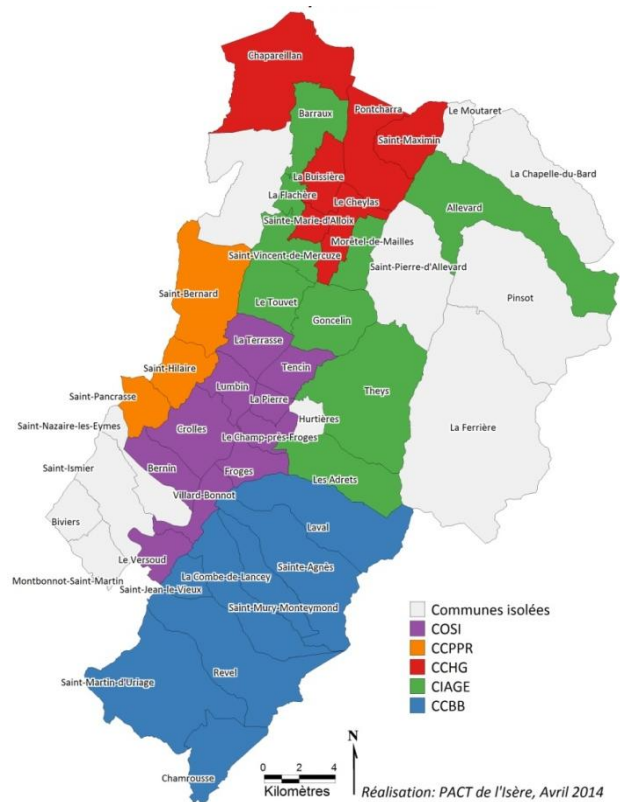 Chapareillan
Pontcharra
Le Moutaret
Barraux
Saint-Maximin
La Chapelle-du-Bard
La Buissière
La Flachère
Le Cheylas
Allevard
Sainte-Marie-d'Alloix
Morêtel-de-Mailles
Saint-Vincent-de-Mercuze
Saint-Pierre-d'Allevard
Saint-Bernard
Pinsot
Le Touvet
Goncelin
La Terrasse
Saint-Hilaire
Tencin
Lumbin
Theys
Saint-Pancrasse
La Pierre
Hurtières
Saint-Nazaire-les-Eymes
Crolles
La Ferrière
Le Champ-près-Froges
Saint-Ismier
Bernin
Froges
Les Adrets
Villard-Bonnot
Biviers
Laval
Le Versoud
Sainte-Agnès
La Combe-de-Lancey
Montbonnot-Saint-Martin
Saint-Jean-le-Vieux
Saint-Mury-Monteymond
Revel
Saint-Martin-d'Uriage
Chamrousse
Communes isolées
COSI
CCPPR
CCHG
CIAGE
CCBB
N
0 2 4
Kilomètres
Réalisation: PACT de l'Isère, Avril 2014